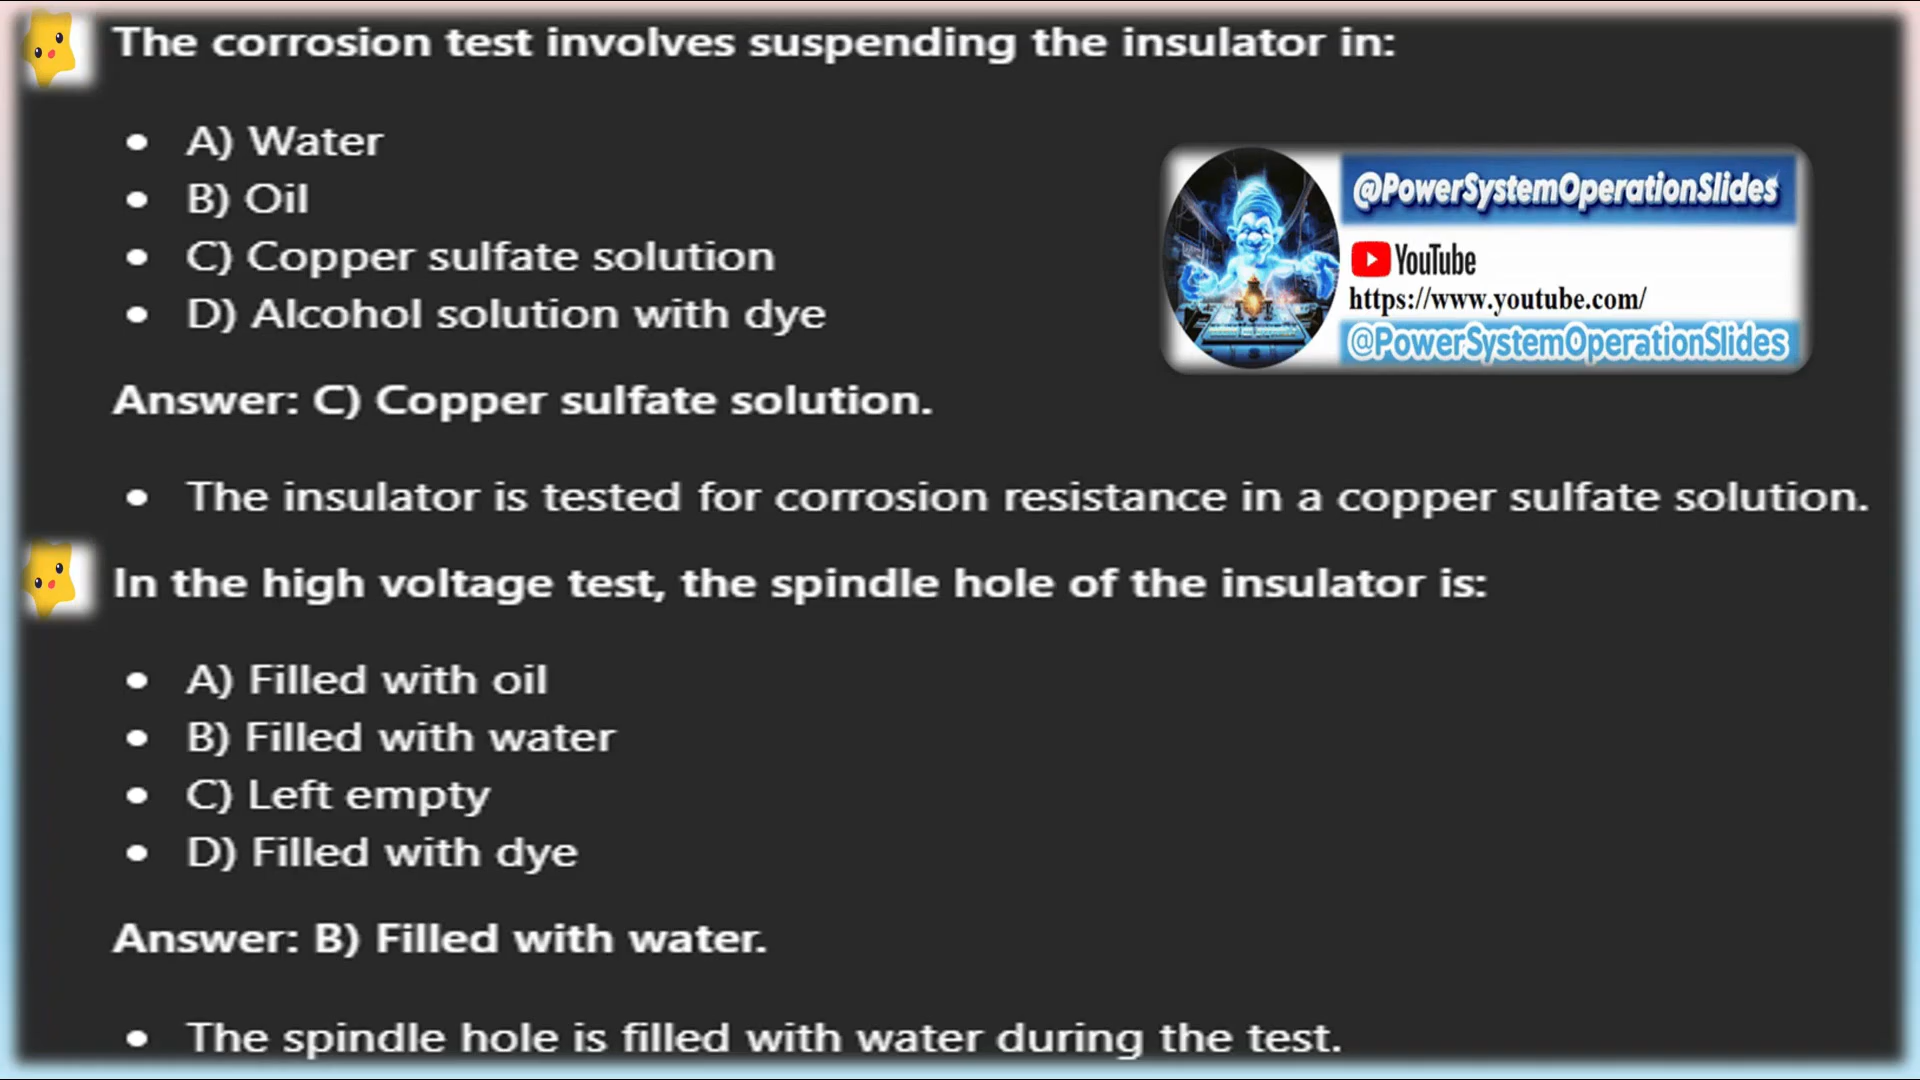 The corrosion test involves suspending the insulator in:
• A) Water
• B) Oil
• C) Copper sulfate solution
• D) Alcohol solution with dye
@PowerSystemOperationSlides
YouTube
https://www.youtube.com/
@PowerSystemOperationSlides
Answer: C) Copper sulfate solution.
• The insulator is tested for corrosion resistance in a copper sulfate solution.
In the high voltage test, the spindle hole of the insulator is:
• A) Filled with oil
• B) Filled with water
• C) Left empty
• D) Filled with dye
Answer: B) Filled with water.
• The spindle hole is filled with water during the test.